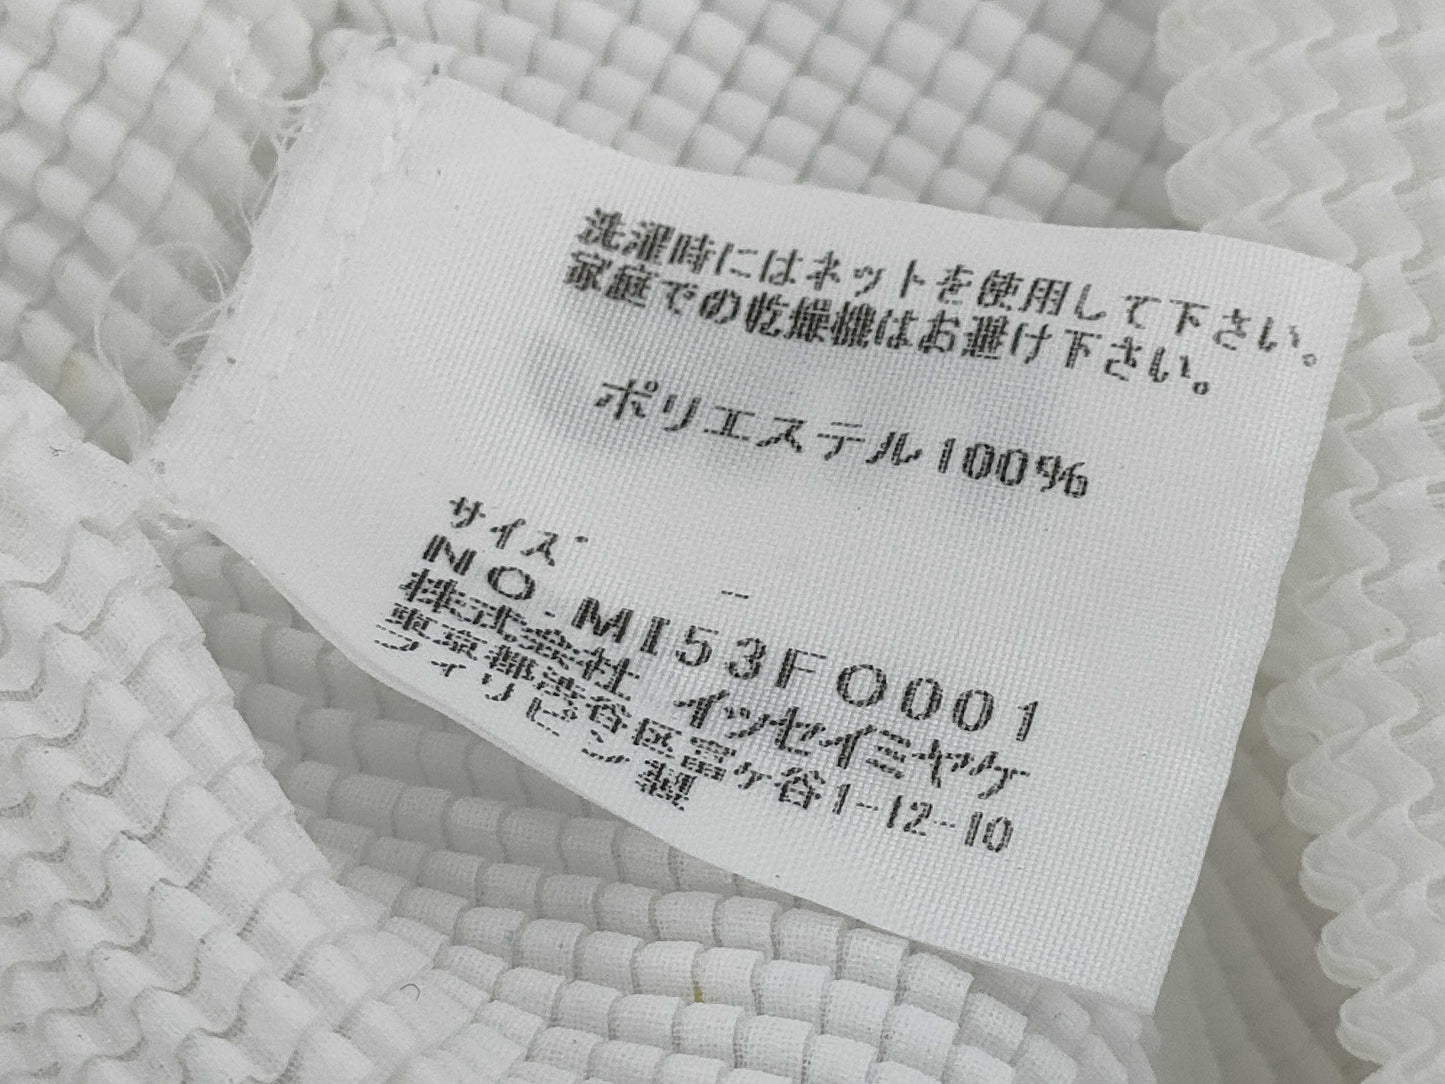 洗濯時にはネットを使用して下さい。
家庭での乾燥機はお避け下さい。
ポリエステル100%
サイズ -
NO.MI53FO001
株式会社 イッセイミヤケ
東京都渋谷区富ヶ谷1-12-10
フィリピン製